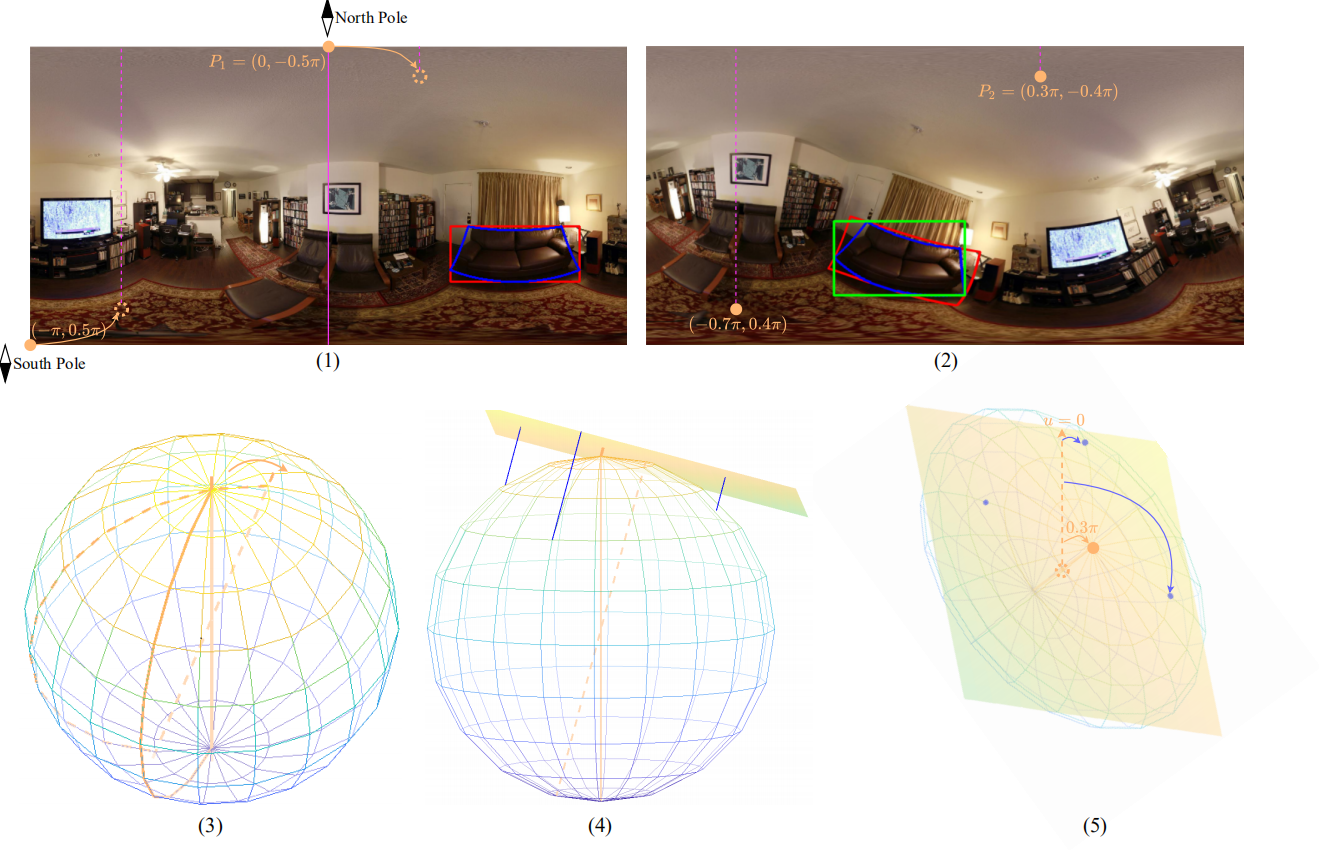 North Pole
P₁ = (0, −0.5π)
P₂ = (0.3π, −0.4π)
(−π, 0.5π)
(−0.7π, 0.4π)
South Pole
(1)
(2)
u = 0
0.3π
(3)
(4)
(5)